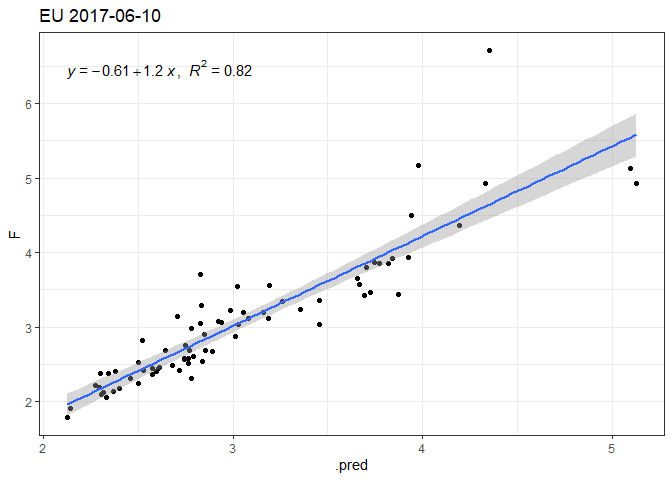 EU 2017-06-10
y = −0.61 + 1.2 x , R² = 0.82
6
5
4
3
2
F
2 3 4 5
.pred